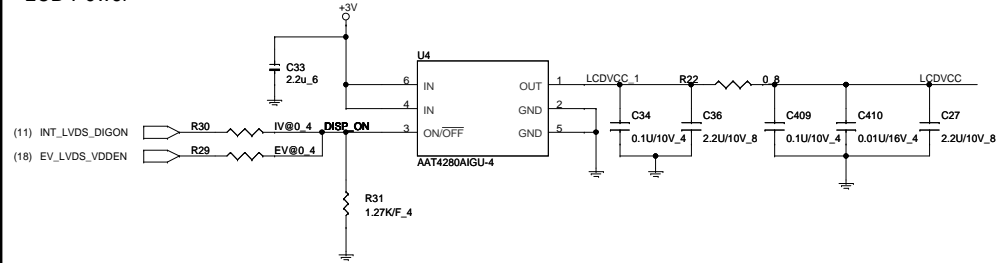 LCD Power
+3V
U4
C33
2.2u_6
6 IN OUT 1 LCDVCC_1 R22 0_8 LCDVCC
4 IN GND 2
C34 C36 C409 C410 C27
(11) INT_LVDS_DIGON R30 IV@0_4 DISP_ON 3 ON/OFF GND 5
0.1U/10V_4 2.2U/10V_8 0.1U/10V_4 0.01U/16V_4 2.2U/10V_8
(18) EV_LVDS_VDDEN R29 EV@0_4
AAT4280AIGU-4
R31
1.27K/F_4